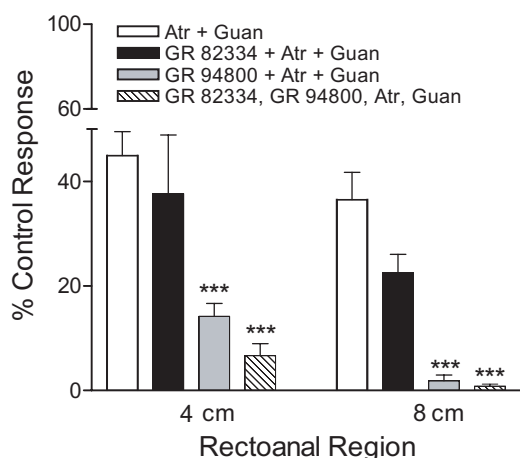 % Control Response
100
60
40
20
0
Atr + Guan
GR 82334 + Atr + Guan
GR 94800 + Atr + Guan
GR 82334, GR 94800, Atr, Guan
***
***
***
***
4 cm
8 cm
Rectoanal Region